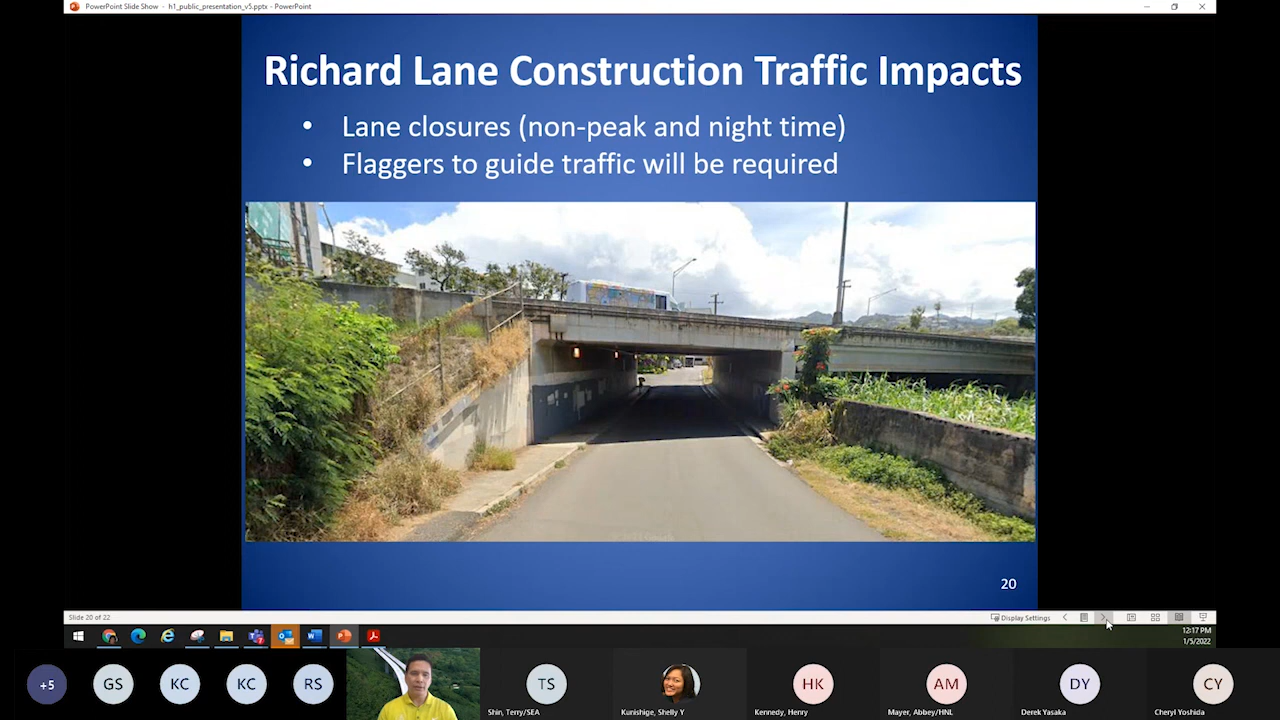 PowerPoint Slide Show - h1_public_presentation_v5.pptx - PowerPoint
Richard Lane Construction Traffic Impacts
• Lane closures (non-peak and night time)
• Flaggers to guide traffic will be required
20
Slide 20 of 22
Display Settings
12:17 PM
1/5/2022
+5
GS
KC
KC
RS
TS
HK
AM
DY
CY
Shin, Terry/SEA
Kunishige, Shelly Y
Kennedy, Henry
Mayer, Abbey/HNL
Derek Yasaka
Cheryl Yoshida